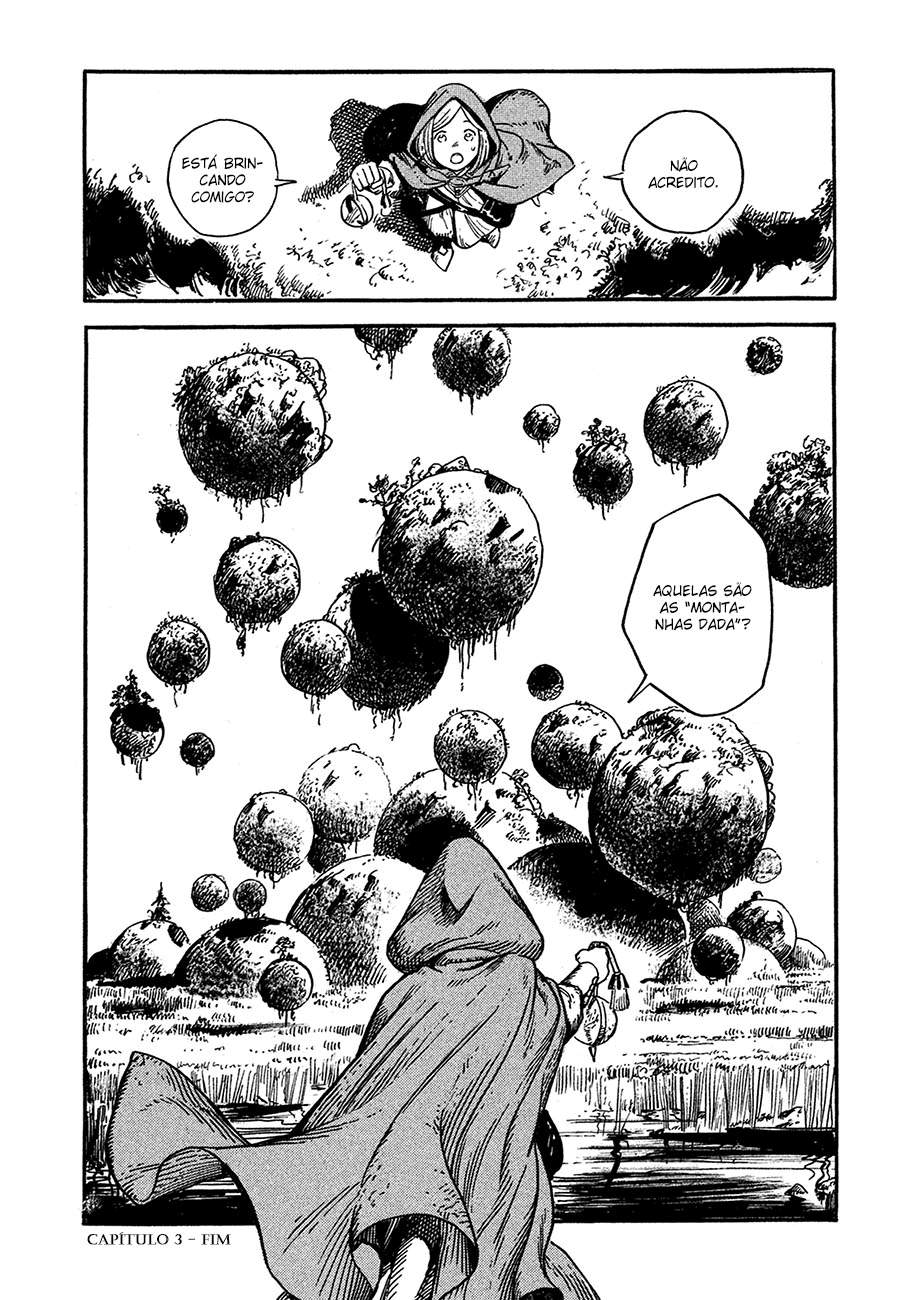 ESTÁ BRIN-
CANDO
COMIGO?
NÃO
ACREDITO.
AQUELAS SÃO
AS "MONTA-
NHAS DADA"?
CAPÍTULO 3 – FIM